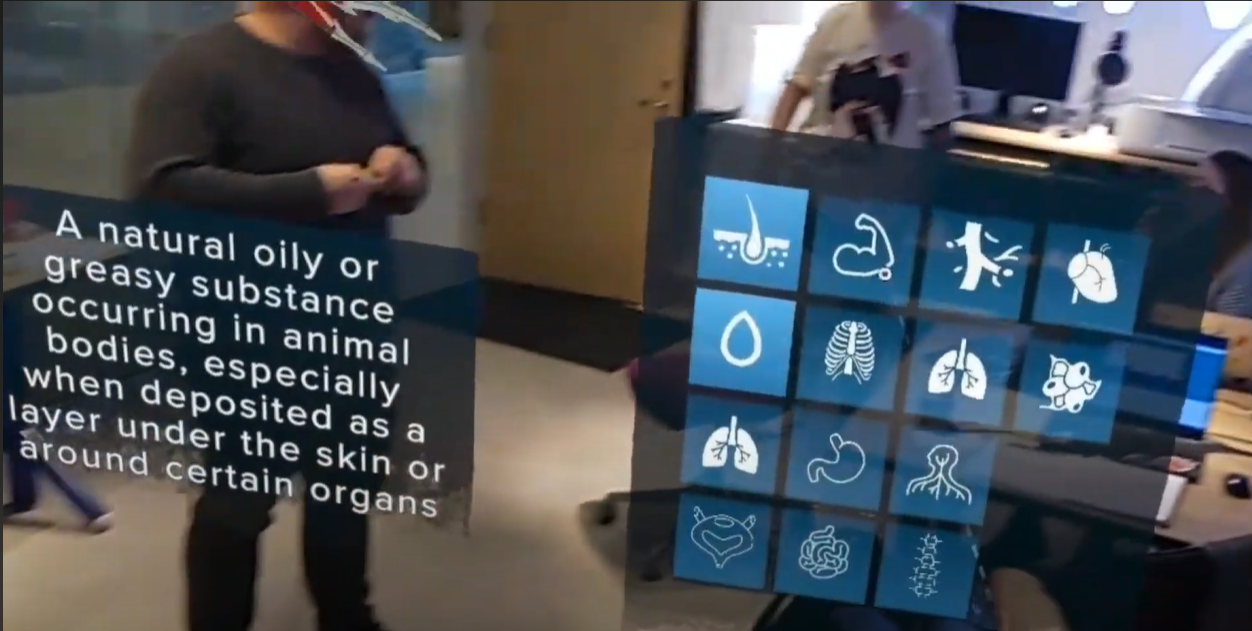 A natural oily or
greasy substance
occurring in animal
bodies, especially
when deposited as a
layer under the skin or
around certain organs